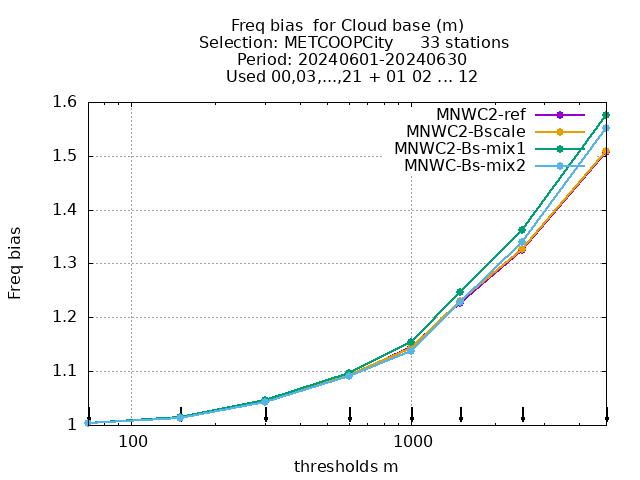 Freq bias  for Cloud base (m)
Selection: METCOOPCity     33 stations
Period: 20240601-20240630
Used 00,03,...,21 + 01 02 ... 12
MNWC2-ref
MNWC2-Bscale
MNWC2-Bs-mix1
MNWC-Bs-mix2
Freq bias
1.6
1.5
1.4
1.3
1.2
1.1
1
100
1000
thresholds m